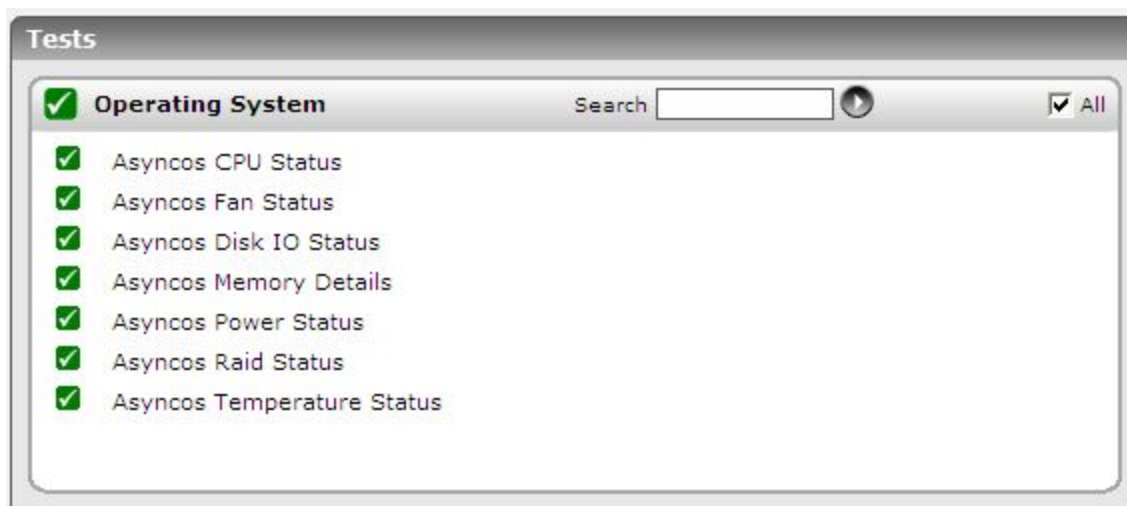 Tests
Operating System Search All
Asyncos CPU Status
Asyncos Fan Status
Asyncos Disk IO Status
Asyncos Memory Details
Asyncos Power Status
Asyncos Raid Status
Asyncos Temperature Status